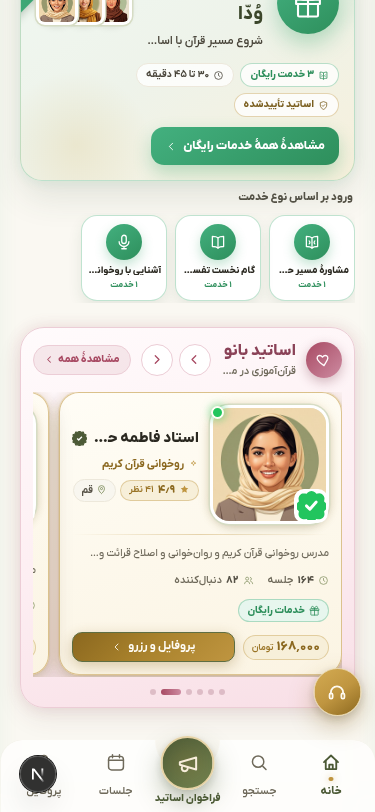 وُدّا
شروع مسیر قرآن با اسا...
۳ خدمت رایگان
۳۰ تا ۴۵ دقیقه
اساتید تأییدشده
مشاهدهٔ همهٔ خدمات رایگان
ورود بر اساس نوع خدمت
مشاورهٔ مسیر ح...
۱ خدمت
گام نخست تفس...
۱ خدمت
آشنایی با روخوان...
۱ خدمت
اساتید بانو
قرآن‌آموزی در م...
مشاهدهٔ همه
استاد فاطمه ح...
روخوانی قرآن کریم
۴/۹ ۴۱ نظر
قم
مدرس روخوانی قرآن کریم و روان‌خوانی و اصلاح قرائت و...
۱۶۴ جلسه
۸۲ دنبال‌کننده
خدمات رایگان
۱۶۸,۰۰۰ تومان
پروفایل و رزرو
خانه
جستجو
فراخوان اساتید
جلسات
پروفایل
N